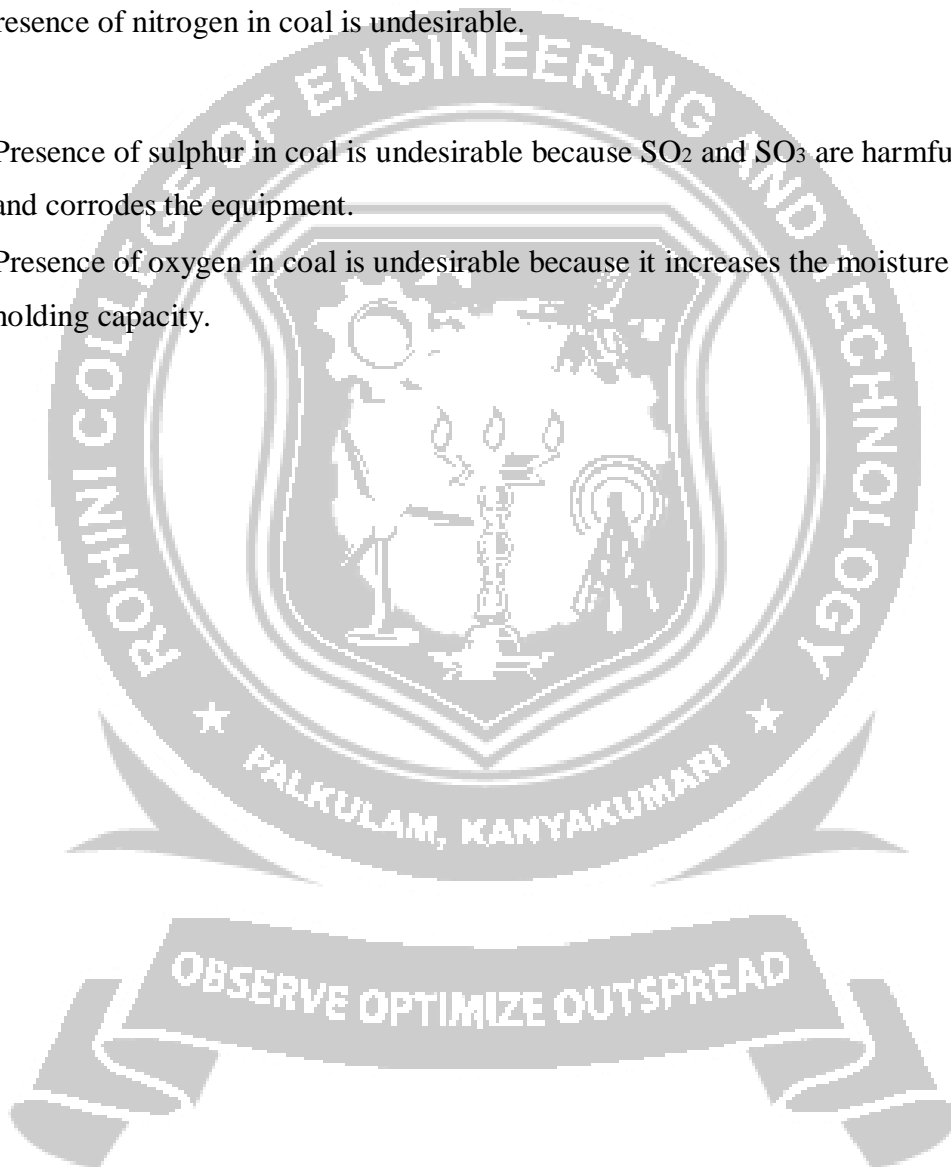 resence of nitrogen in coal is undesirable.
Presence of sulphur in coal is undesirable because SO2 and SO3 are harmfu
and corrodes the equipment.
Presence of oxygen in coal is undesirable because it increases the moisture
holding capacity.
ROHINI COLLEGE OF ENGINEERING AND TECHNOLOGY
PALKULAM, KANYAKUMARI
OBSERVE OPTIMIZE OUTSPREAD